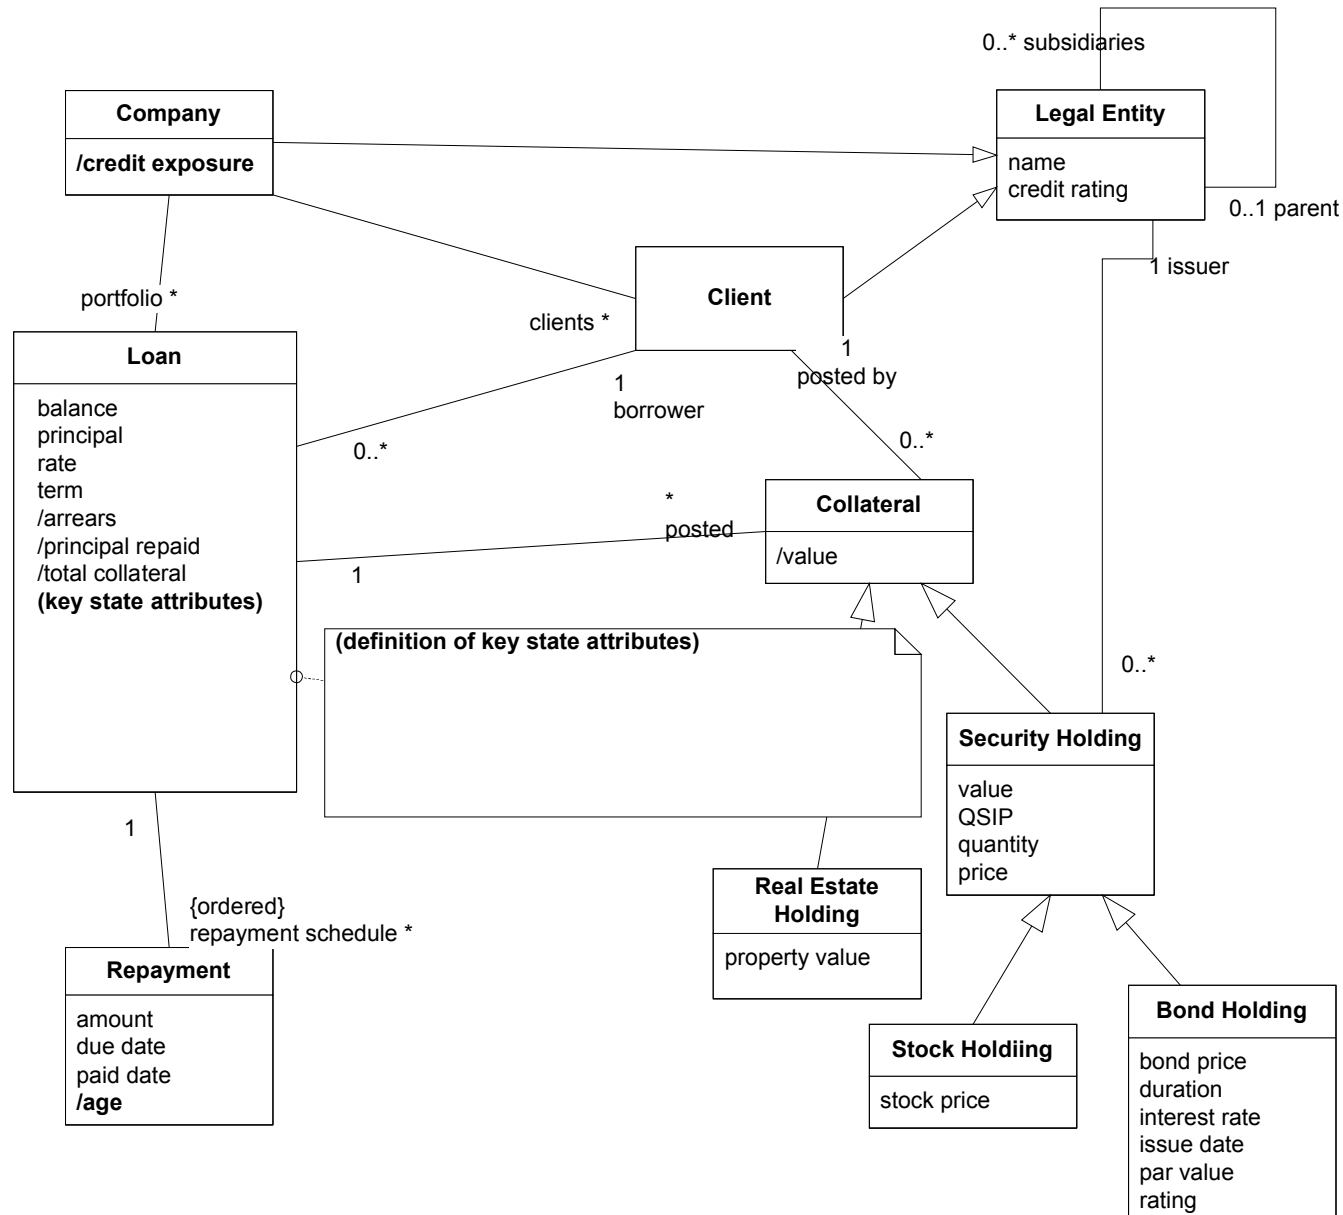 0..* subsidiaries
Company
/credit exposure
Legal Entity
name
credit rating
0..1 parent
1 issuer
Client
portfolio *
clients *
1
posted by
1
borrower
Loan
balance
principal
rate
term
/arrears
/principal repaid
/total collateral
(key state attributes)
0..*
0..*
*
posted
1
Collateral
/value
(definition of key state attributes)
0..*
Security Holding
value
QSIP
quantity
price
1
{ordered}
repayment schedule *
Real Estate
Holding
property value
Repayment
amount
due date
paid date
/age
Stock Holdiing
stock price
Bond Holding
bond price
duration
interest rate
issue date
par value
rating